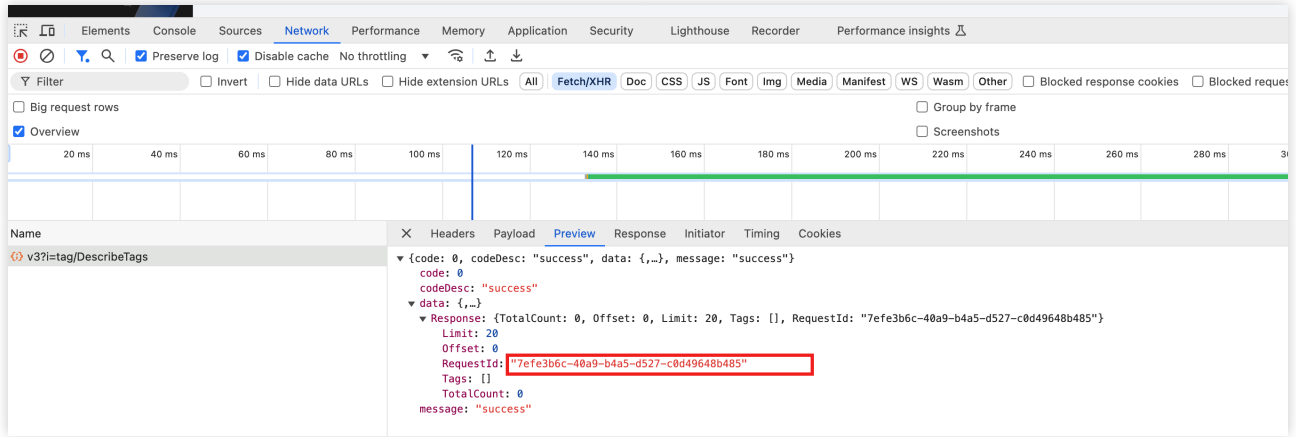 Elements Console Sources Network Performance Memory Application Security Lighthouse Recorder Performance insights
Preserve log Disable cache No throttling
Filter Invert Hide data URLs Hide extension URLs All Fetch/XHR Doc CSS JS Font Img Media Manifest WS Wasm Other Blocked response cookies Blocked reque
Big request rows Group by frame
Overview Screenshots
20 ms 40 ms 60 ms 80 ms 100 ms 120 ms 140 ms 160 ms 180 ms 200 ms 220 ms 240 ms 260 ms 280 ms 3
Name Headers Payload Preview Response Initiator Timing Cookies
v3?i=tag/DescribeTags {code: 0, codeDesc: "success", data: {,…}, message: "success"}
code: 0
codeDesc: "success"
data: {,…}
Response: {TotalCount: 0, Offset: 0, Limit: 20, Tags: [], RequestId: "7efe3b6c-40a9-b4a5-d527-c0d49648b485"}
Limit: 20
Offset: 0
RequestId: "7efe3b6c-40a9-b4a5-d527-c0d49648b485"
Tags: []
TotalCount: 0
message: "success"